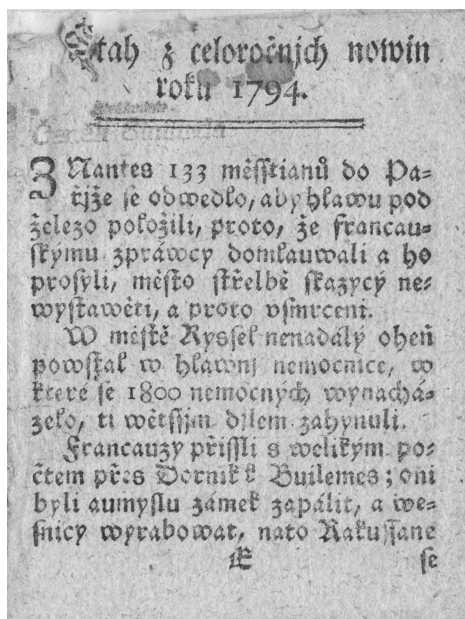 Stah z celoročnjch nowin
roku 1794.
Z Nantes 133 měsstianů do Pa-
řjže se odwedlo, aby hlawu pod
železo položili, proto, že francau-
skýmu zpráwcy domlauwali a ho
prosyli, město střelbě skazycý ne-
wystawěti, a proto vsmrceni.
W městě Ryssel nenadálý oheň
powstal w hlawnj nemocnice, w
které se 1800 nemocných wynachá-
zelo, ti wětssjm djlem zahynuli.
Francauzy přissli s welikým po-
čtem přes Dornik k Builemes; oni
byli aumyslu zámek zapálit, a we-
snicy wyrabowat, nato Rakussane
E se